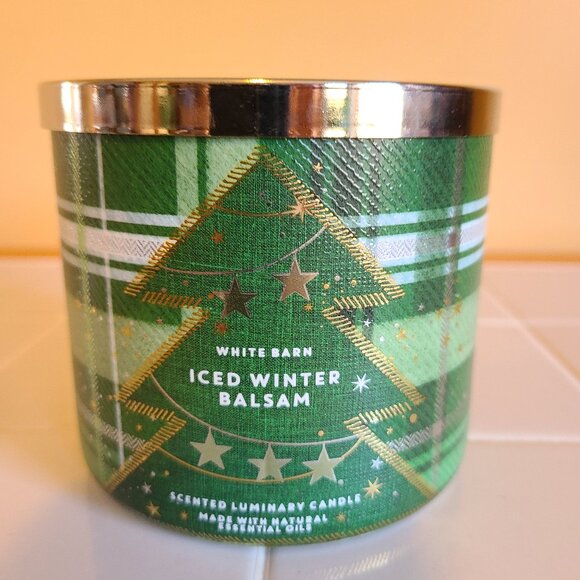 WHITE BARN
ICED WINTER
BALSAM
SCENTED LUMINARY CANDLE
MADE WITH NATURAL
ESSENTIAL OILS